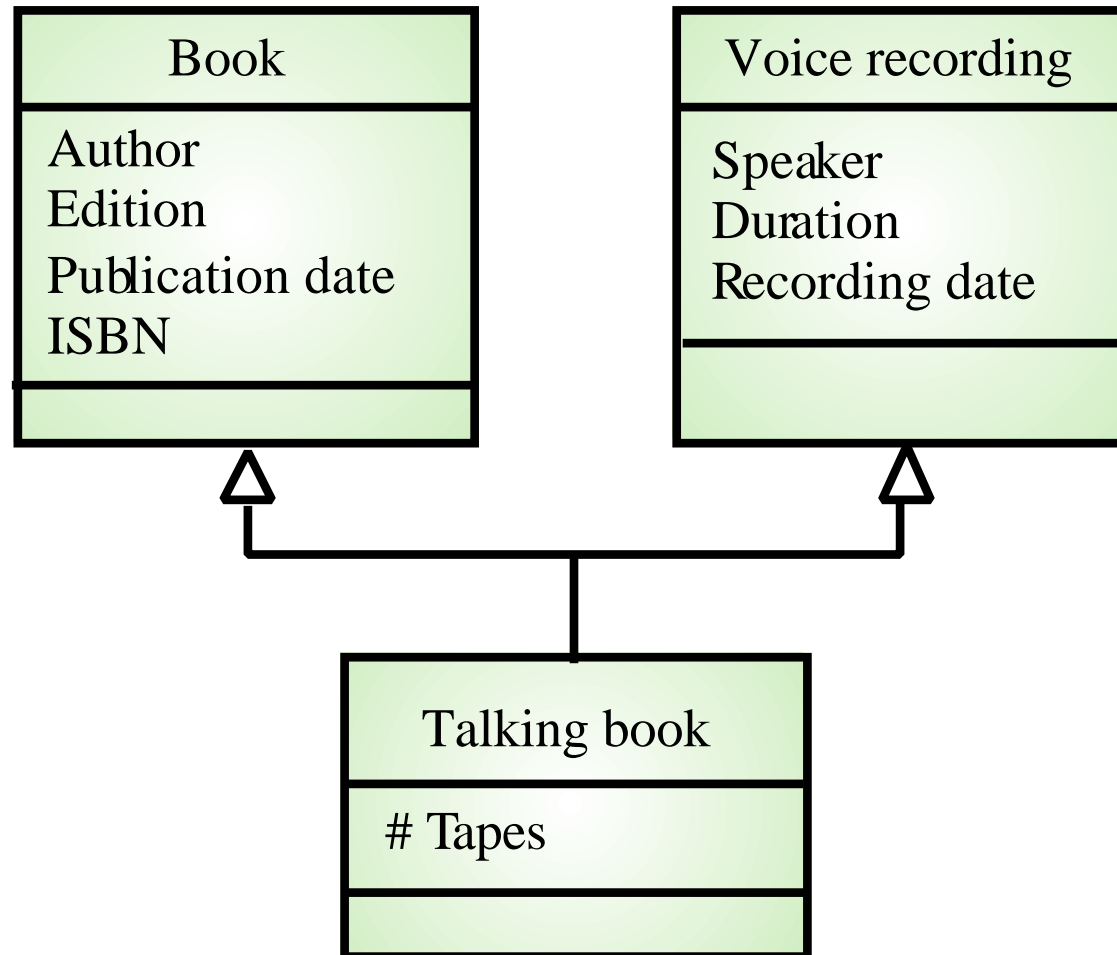 Book
Author
Edition
Publication date
ISBN
Voice recording
Speaker
Duration
Recording date
Talking book
# Tapes